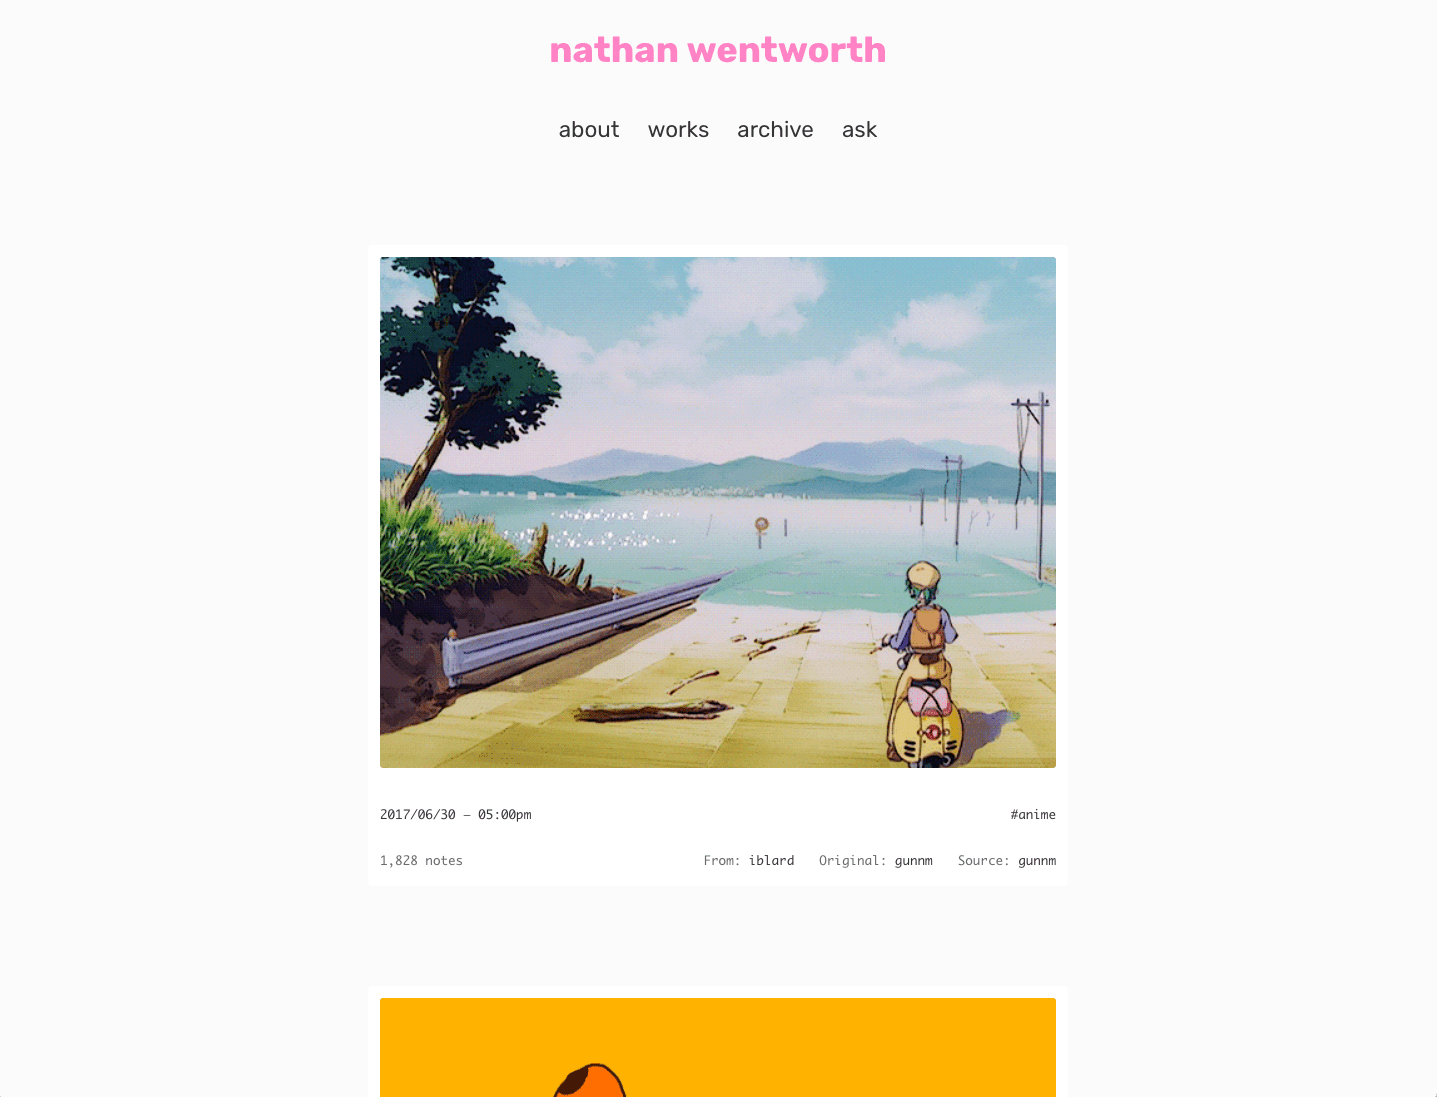 nathan wentworth
about works archive ask
2017/06/30 — 05:00pm #anime
1,828 notes From: iblard Original: gunnm Source: gunnm